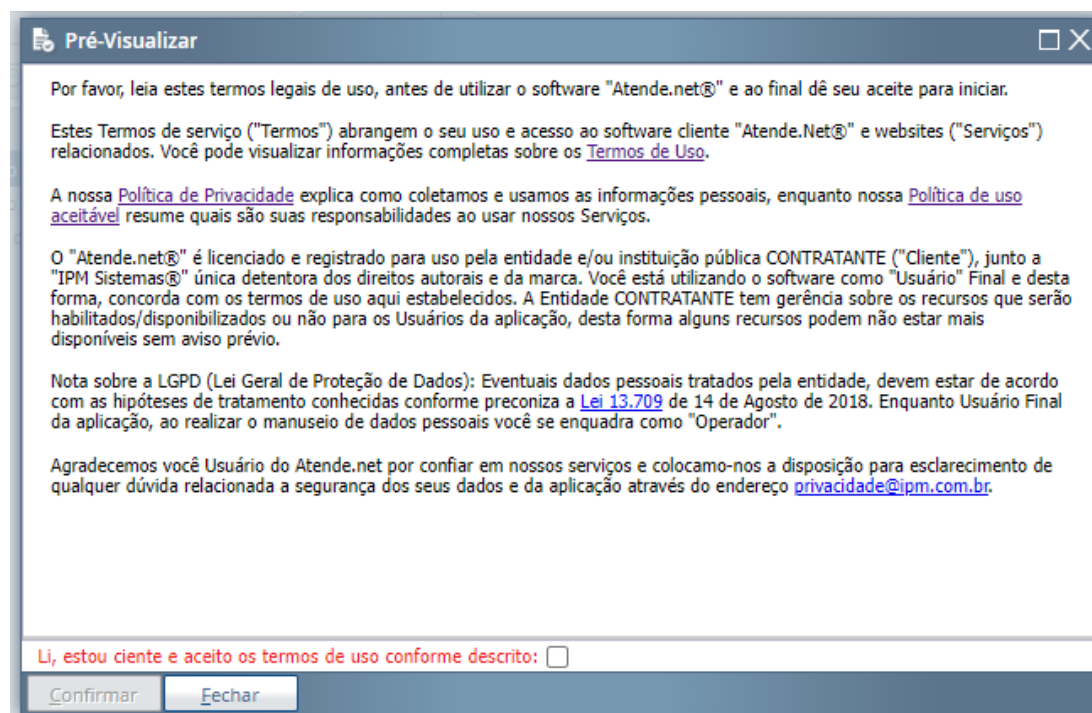 Pré-Visualizar
Por favor, leia estes termos legais de uso, antes de utilizar o software "Atende.net®" e ao final dê seu aceite para iniciar.
Estes Termos de serviço ("Termos") abrangem o seu uso e acesso ao software cliente "Atende.Net®" e websites ("Serviços")
relacionados. Você pode visualizar informações completas sobre os Termos de Uso.
A nossa Política de Privacidade explica como coletamos e usamos as informações pessoais, enquanto nossa Política de uso
aceitável resume quais são suas responsabilidades ao usar nossos Serviços.
O "Atende.net®" é licenciado e registrado para uso pela entidade e/ou instituição pública CONTRATANTE ("Cliente"), junto a
"IPM Sistemas®" única detentora dos direitos autorais e da marca. Você está utilizando o software como "Usuário" Final e desta
forma, concorda com os termos de uso aqui estabelecidos. A Entidade CONTRATANTE tem gerência sobre os recursos que serão
habilitados/disponibilizados ou não para os Usuários da aplicação, desta forma alguns recursos podem não estar mais
disponíveis sem aviso prévio.
Nota sobre a LGPD (Lei Geral de Proteção de Dados): Eventuais dados pessoais tratados pela entidade, devem estar de acordo
com as hipóteses de tratamento conhecidas conforme preconiza a Lei 13.709 de 14 de Agosto de 2018. Enquanto Usuário Final
da aplicação, ao realizar o manuseio de dados pessoais você se enquadra como "Operador".
Agradecemos você Usuário do Atende.net por confiar em nossos serviços e colocamo-nos a disposição para esclarecimento de
qualquer dúvida relacionada a segurança dos seus dados e da aplicação através do endereço privacidade@ipm.com.br.
Li, estou ciente e aceito os termos de uso conforme descrito:
Confirmar Fechar